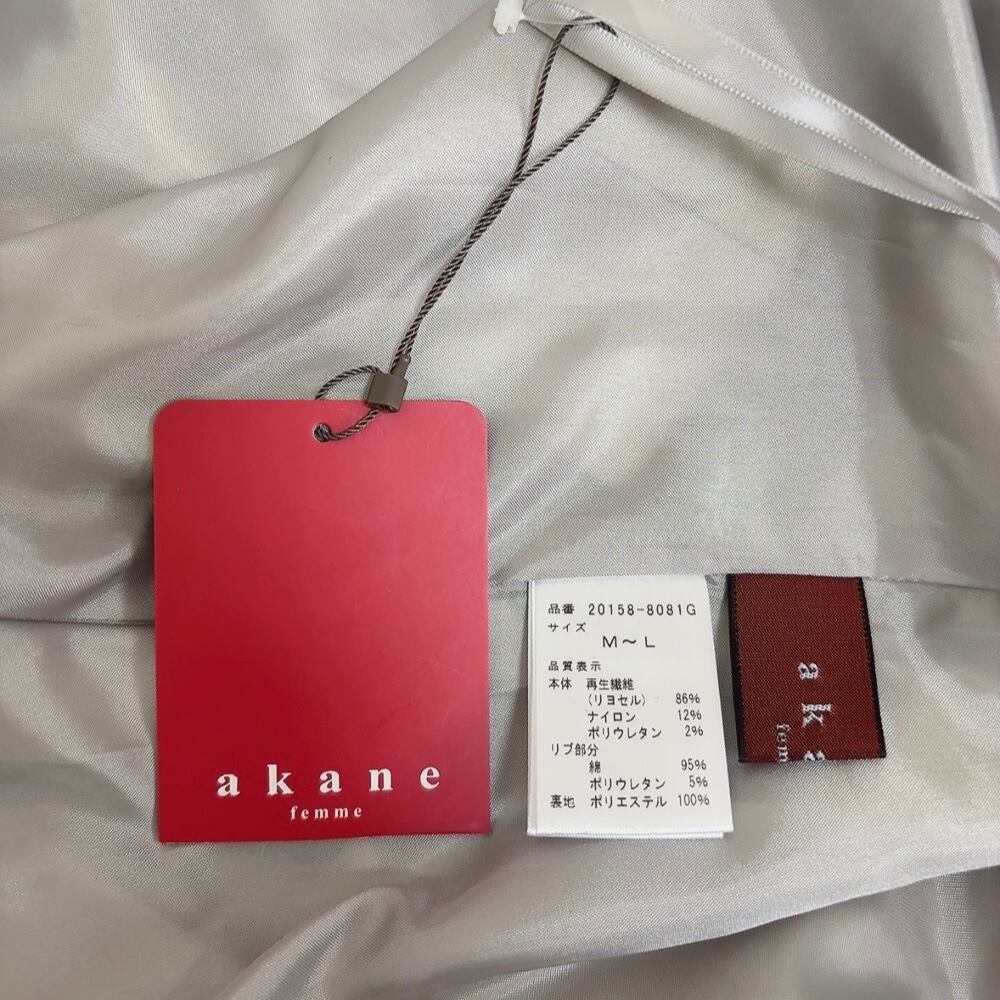 akane
femme
品番 20158-8081G
サイズ
M～L
品質表示
本体 再生繊維
(リヨセル) 86%
ナイロン 12%
ポリウレタン 2%
リブ部分
綿 95%
ポリウレタン 5%
裏地 ポリエステル 100%
a k a
fem